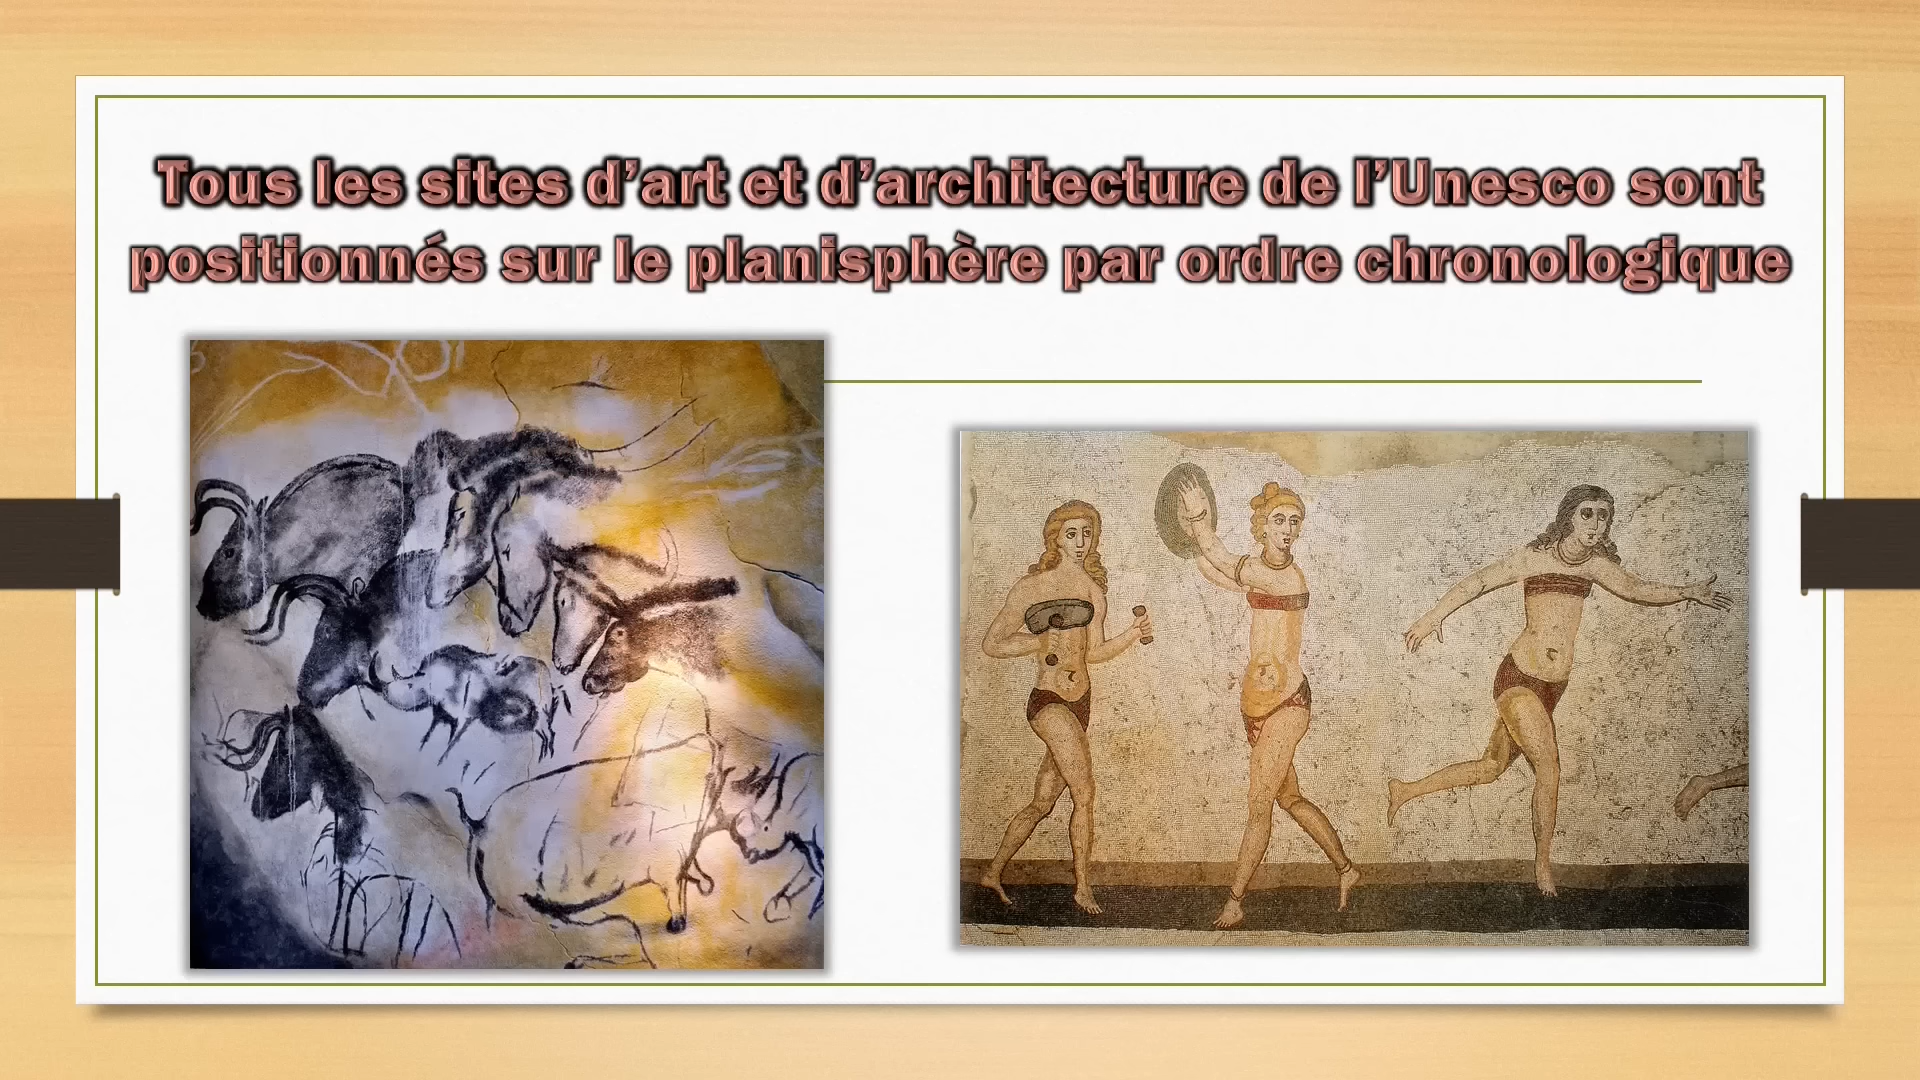 Tous les sites d’art et d’architecture de l’Unesco sont
positionnés sur le planisphère par ordre chronologique